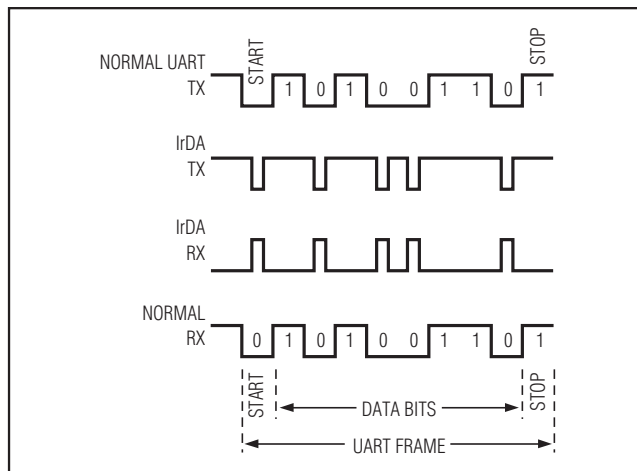 NORMAL UART
TX
START
1 0 1 0 0 1 1 0 1
STOP
IrDA
TX
IrDA
RX
NORMAL
RX
0 1 0 1 0 0 1 1 0 1
START
DATA BITS
STOP
UART FRAME